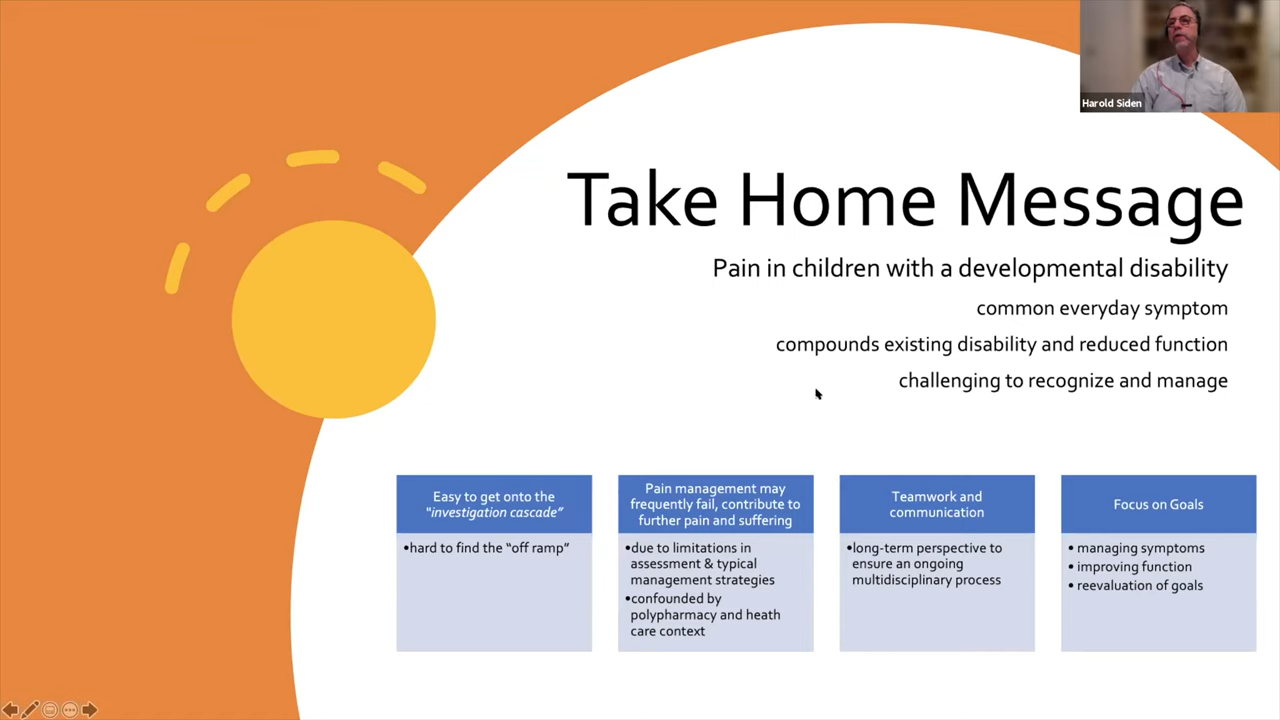 Harold Siden
Take Home Message
Pain in children with a developmental disability
common everyday symptom
compounds existing disability and reduced function
challenging to recognize and manage
Easy to get onto the
“investigation cascade”
•hard to find the “off ramp”
Pain management may
frequently fail, contribute to
further pain and suffering
•due to limitations in
assessment & typical
management strategies
•confounded by
polypharmacy and heath
care context
Teamwork and
communication
•long-term perspective to
ensure an ongoing
multidisciplinary process
Focus on Goals
• managing symptoms
• improving function
• reevaluation of goals